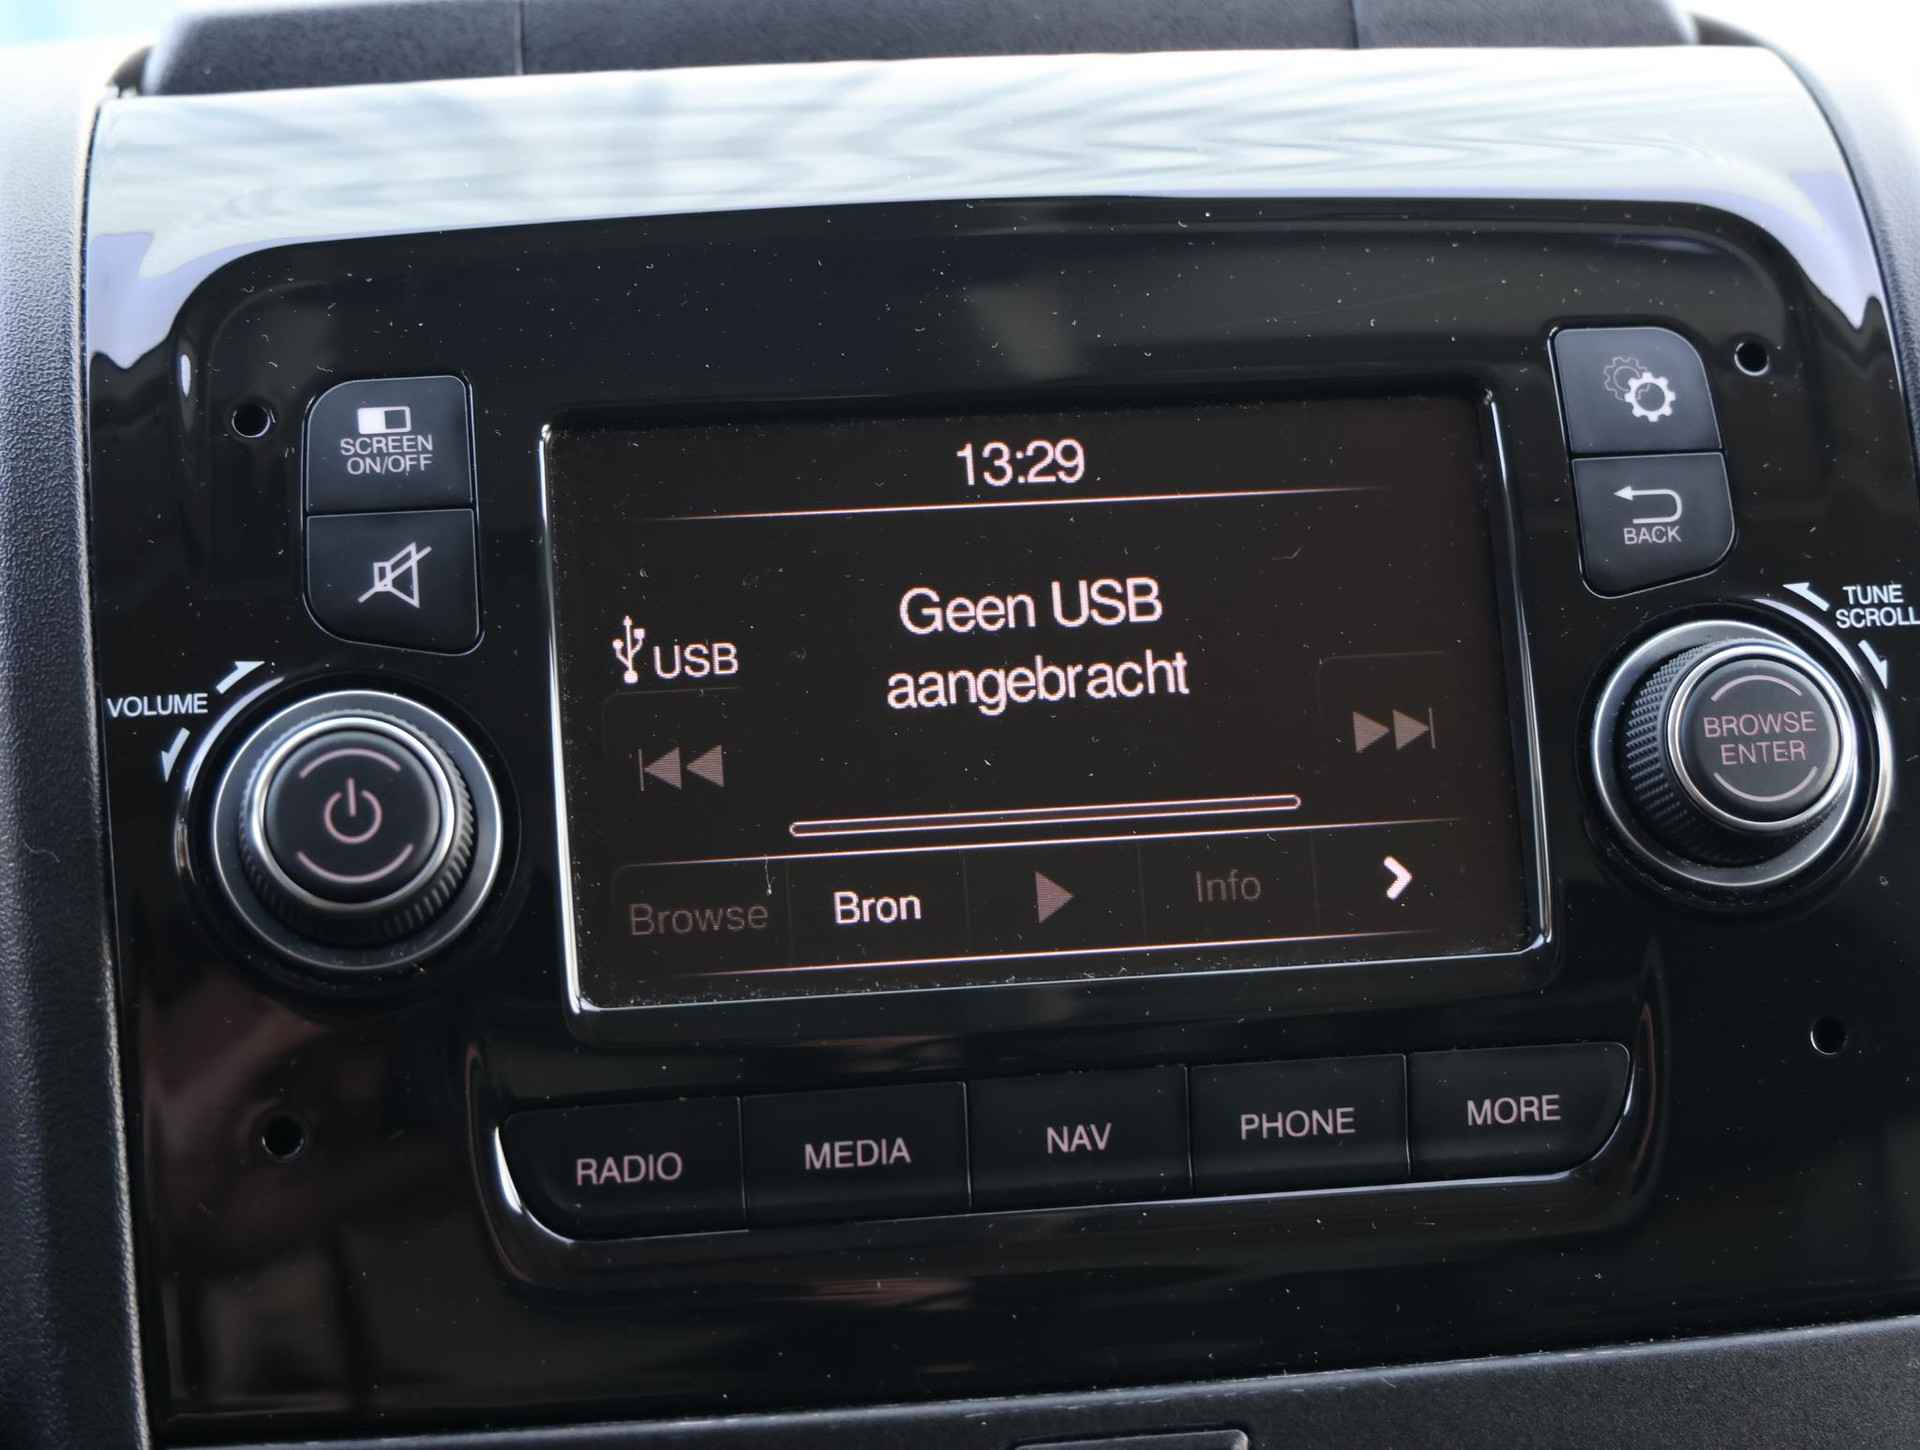 SCREEN
ON/OFF
VOLUME
13:29
USB
Geen USB
aangebracht
Browse
Bron
Info
BACK
TUNE
SCROLL
BROWSE
ENTER
RADIO
MEDIA
NAV
PHONE
MORE